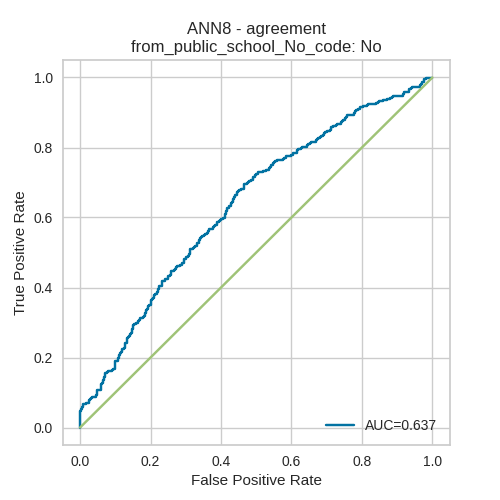 ANN8 - agreement
from_public_school_No_code: No
1.0
0.8
0.6
0.4
0.2
0.0
True Positive Rate
AUC=0.637
0.0 0.2 0.4 0.6 0.8 1.0
False Positive Rate